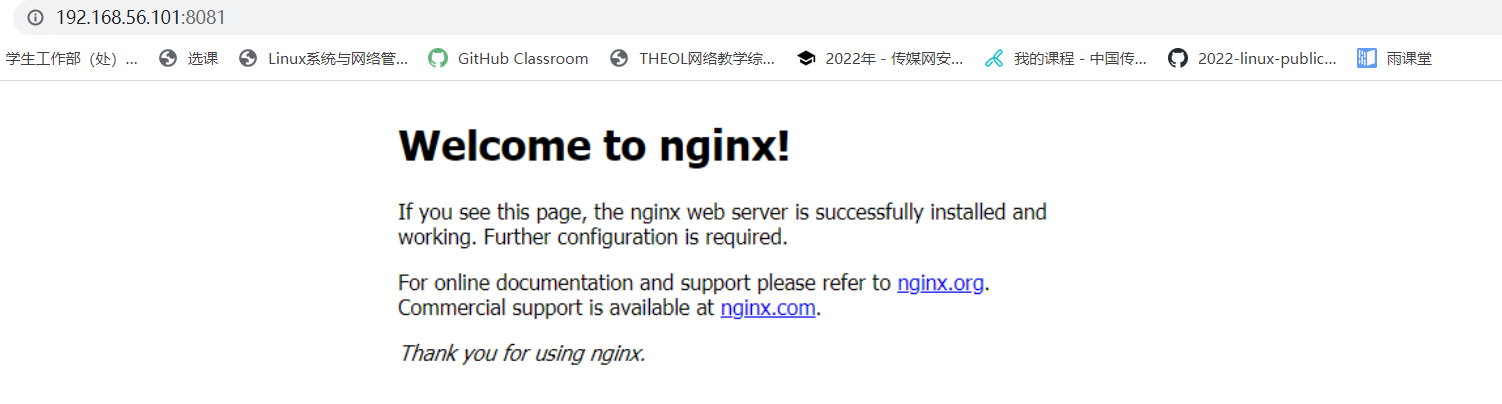 192.168.56.101:8081
学生工作部（处）... 选课 Linux系统与网络管... GitHub Classroom THEOL网络教学综... 2022年 - 传媒网安... 我的课程 - 中国传... 2022-linux-public... 雨课堂
Welcome to nginx!
If you see this page, the nginx web server is successfully installed and
working. Further configuration is required.
For online documentation and support please refer to nginx.org.
Commercial support is available at nginx.com.
Thank you for using nginx.